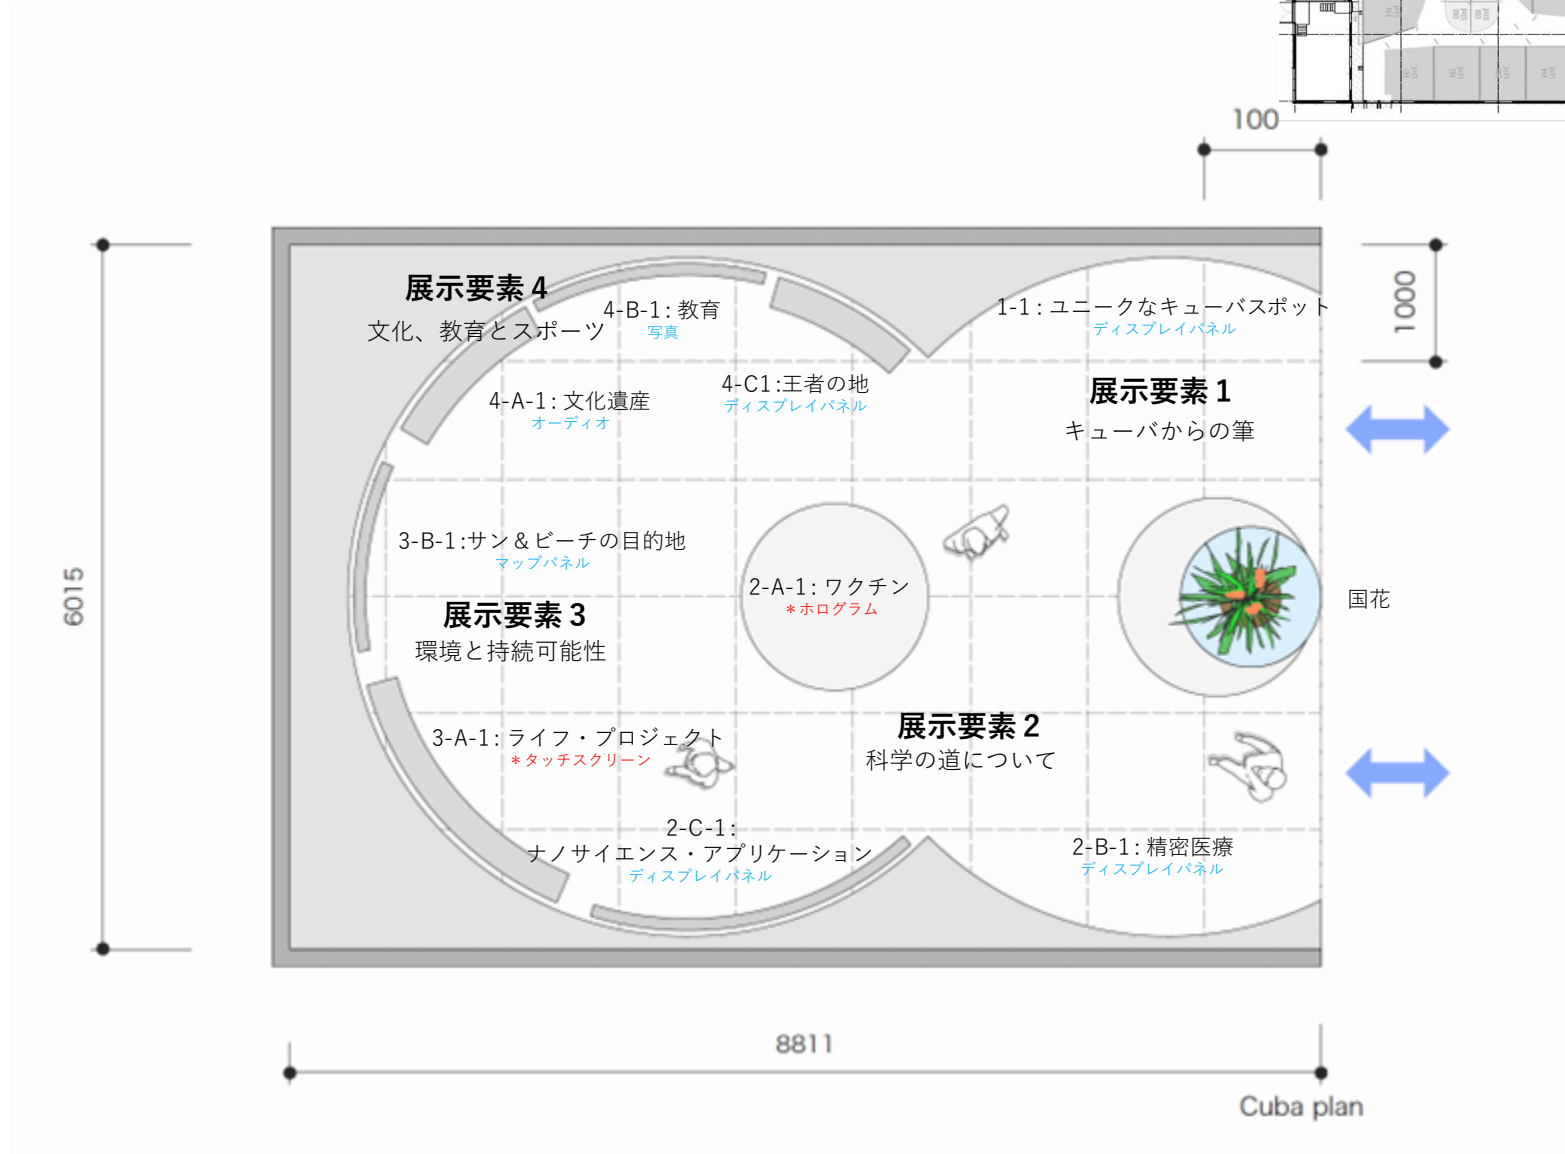 100
展示要素４
文化、教育とスポーツ
4-B-1：教育
写真
1-1：ユニークなキューバスポット
ディスプレイパネル
1000
4-A-1：文化遺産
オーディオ
4-C1：王者の地
ディスプレイパネル
展示要素１
キューバからの筆
3-B-1：サン＆ビーチの目的地
マップパネル
展示要素３
環境と持続可能性
2-A-1：ワクチン
＊ホログラム
国花
6015
3-A-1：ライフ・プロジェクト
＊タッチスクリーン
展示要素２
科学の道について
2-C-1：
ナノサイエンス・アプリケーション
ディスプレイパネル
2-B-1：精密医療
ディスプレイパネル
8811
Cuba plan